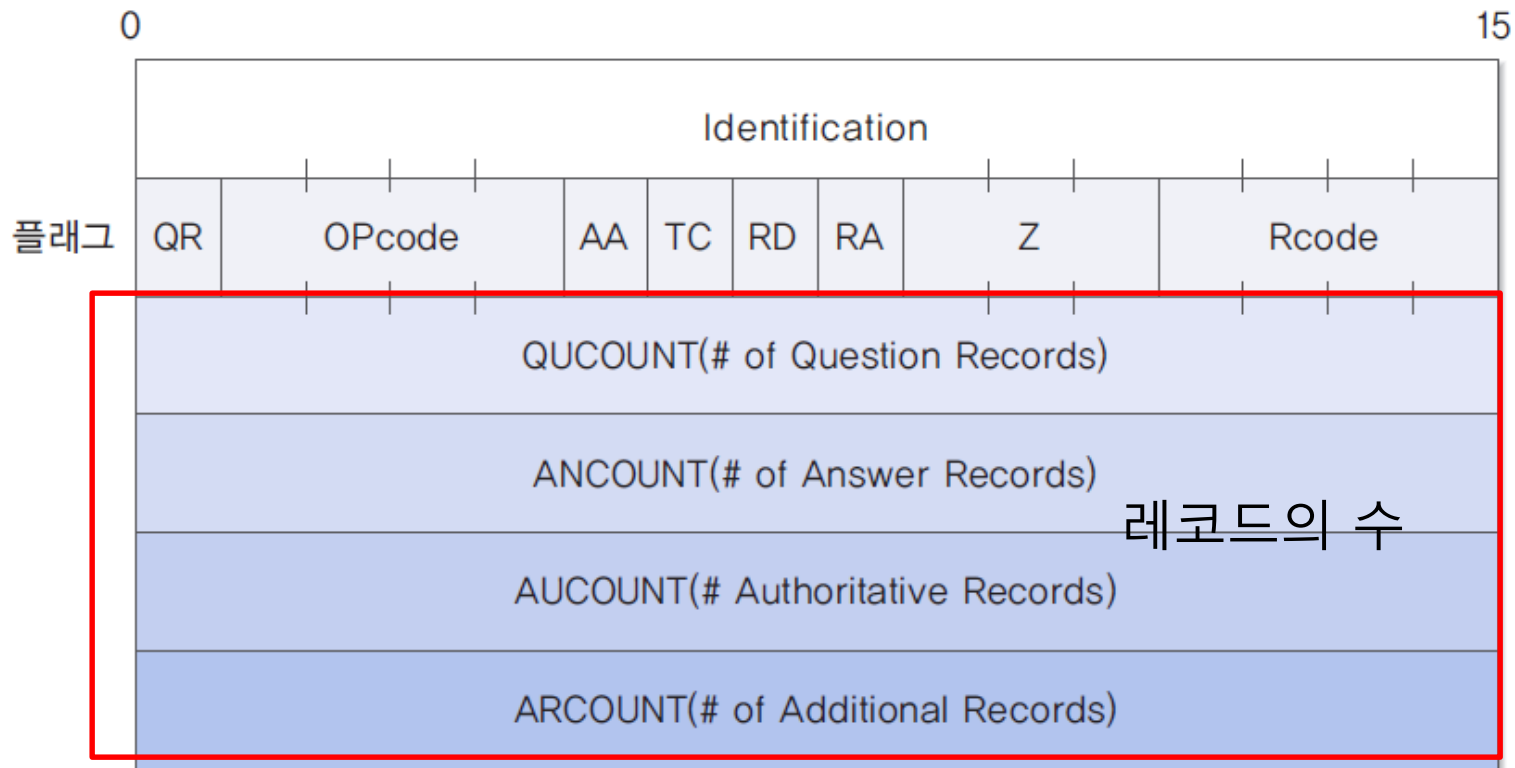 0 15
Identification
플래그 QR OPcode AA TC RD RA Z Rcode
QUCOUNT(# of Question Records)
ANCOUNT(# of Answer Records)
레코드의 수
AUCOUNT(# Authoritative Records)
ARCOUNT(# of Additional Records)